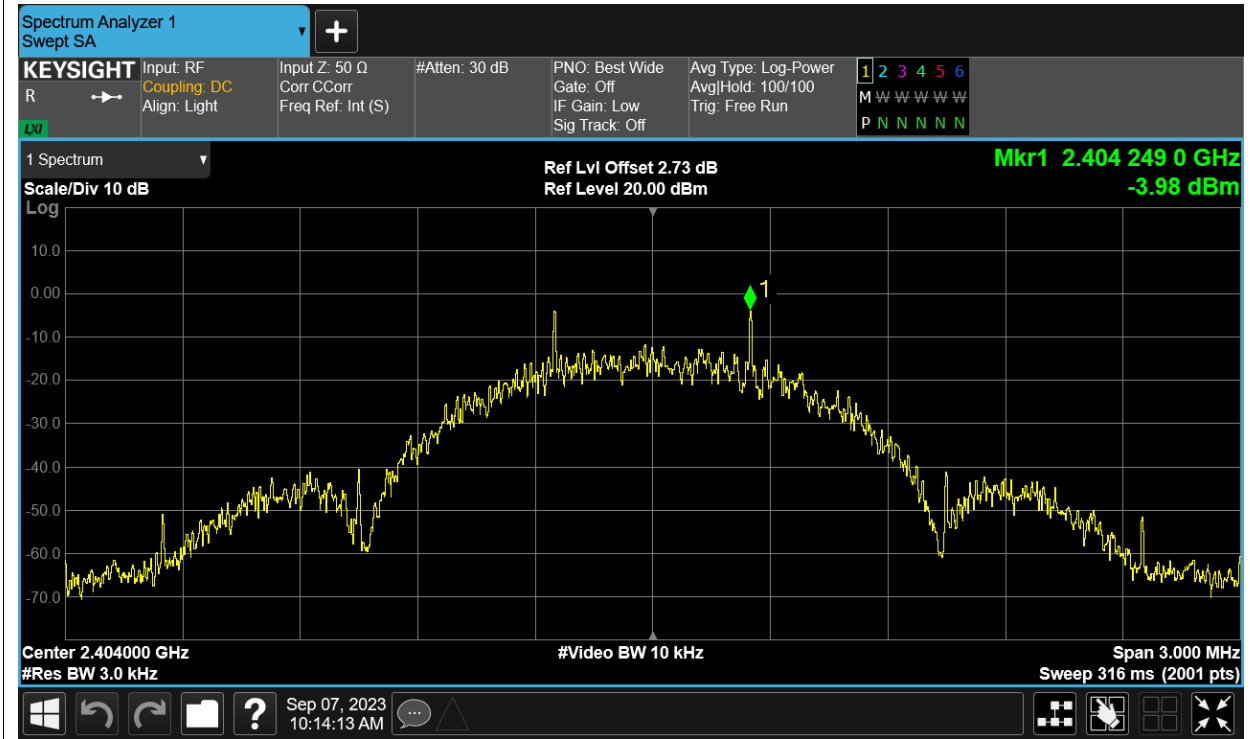 Spectrum Analyzer 1
Swept SA
KEYSIGHT
R
LXI
Input: RF
Coupling: DC
Align: Light
Input Z: 50 Ω
Corr CCorr
Freq Ref: Int (S)
#Atten: 30 dB
PNO: Best Wide
Gate: Off
IF Gain: Low
Sig Track: Off
Avg Type: Log-Power
Avg|Hold: 100/100
Trig: Free Run
1 2 3 4 5 6
M W W W W W
P N N N N N
1 Spectrum
Scale/Div 10 dB
Log
Ref Lvl Offset 2.73 dB
Ref Level 20.00 dBm
Mkr1 2.404 249 0 GHz
-3.98 dBm
1
10.0
0.00
-10.0
-20.0
-30.0
-40.0
-50.0
-60.0
-70.0
Center 2.404000 GHz
#Res BW 3.0 kHz
#Video BW 10 kHz
Span 3.000 MHz
Sweep 316 ms (2001 pts)
?
Sep 07, 2023
10:14:13 AM